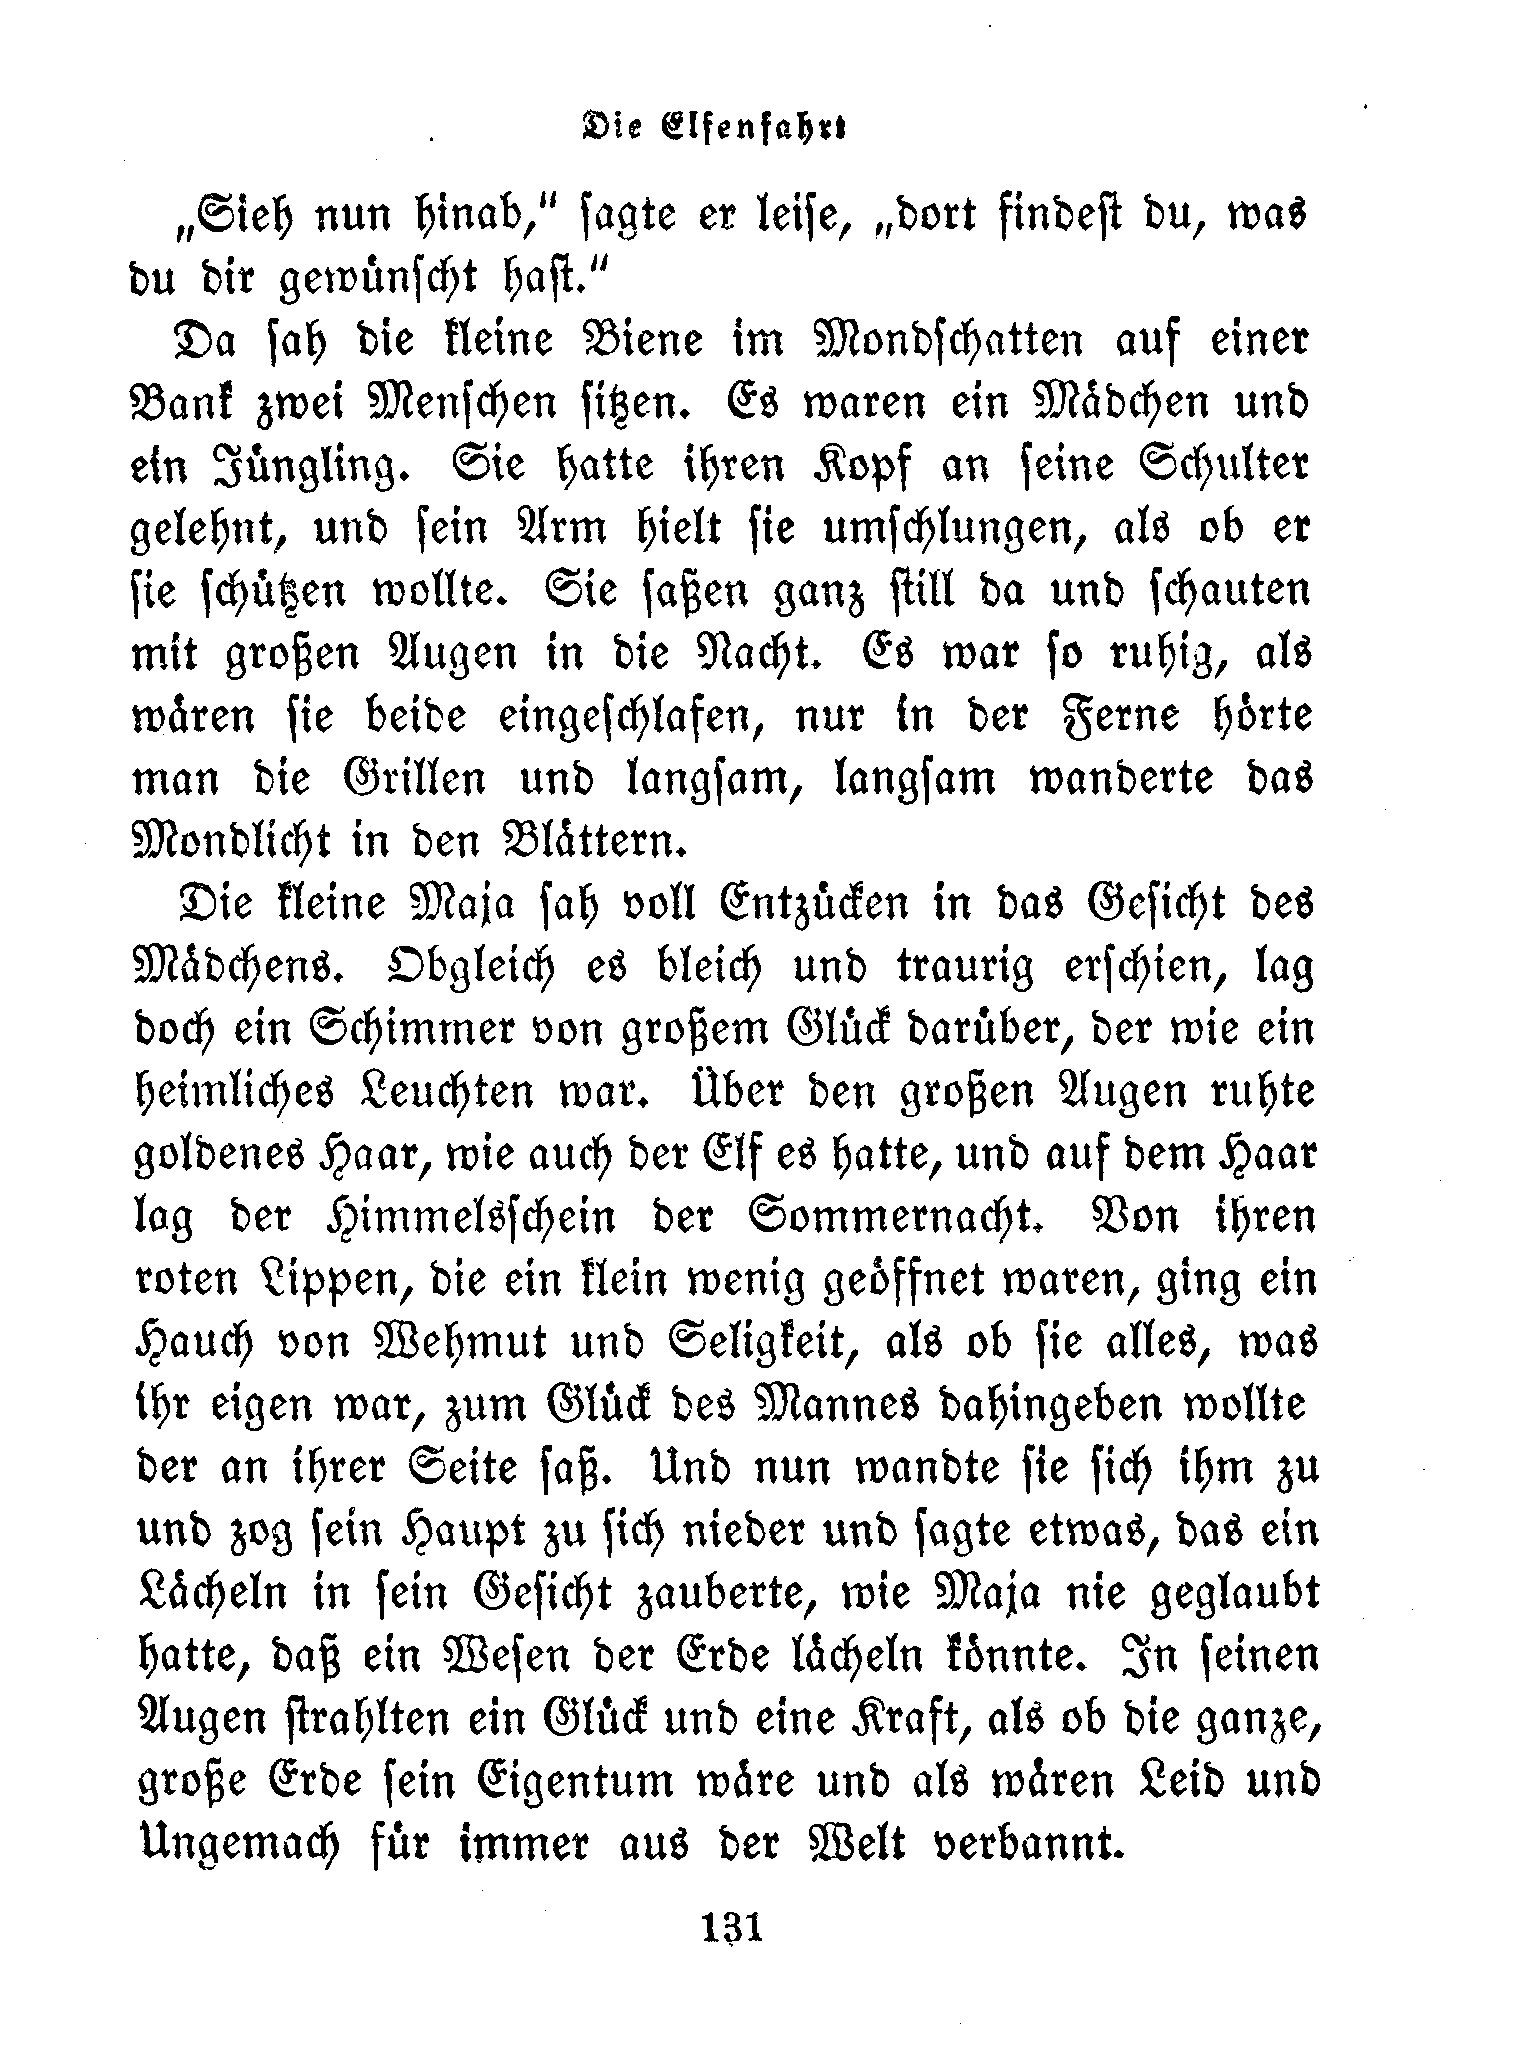 Die Elfenfahrt
„Sieh nun hinab,“ sagte er leise, „dort findest du, was
du dir gewünscht hast.“
Da sah die kleine Biene im Mondschatten auf einer
Bank zwei Menschen sitzen. Es waren ein Mädchen und
ein Jüngling. Sie hatte ihren Kopf an seine Schulter
gelehnt, und sein Arm hielt sie umschlungen, als ob er
sie schützen wollte. Sie saßen ganz still da und schauten
mit großen Augen in die Nacht. Es war so ruhig, als
wären sie beide eingeschlafen, nur in der Ferne hörte
man die Grillen und langsam, langsam wanderte das
Mondlicht in den Blättern.
Die kleine Maja sah voll Entzücken in das Gesicht des
Mädchens. Obgleich es bleich und traurig erschien, lag
doch ein Schimmer von großem Glück darüber, der wie ein
heimliches Leuchten war. Über den großen Augen ruhte
goldenes Haar, wie auch der Elf es hatte, und auf dem Haar
lag der Himmelsschein der Sommernacht. Von ihren
roten Lippen, die ein klein wenig geöffnet waren, ging ein
Hauch von Wehmut und Seligkeit, als ob sie alles, was
ihr eigen war, zum Glück des Mannes dahingeben wollte
der an ihrer Seite saß. Und nun wandte sie sich ihm zu
und zog sein Haupt zu sich nieder und sagte etwas, das ein
Lächeln in sein Gesicht zauberte, wie Maja nie geglaubt
hatte, daß ein Wesen der Erde lächeln könnte. In seinen
Augen strahlten ein Glück und eine Kraft, als ob die ganze,
große Erde sein Eigentum wäre und als wären Leid und
Ungemach für immer aus der Welt verbannt.
131